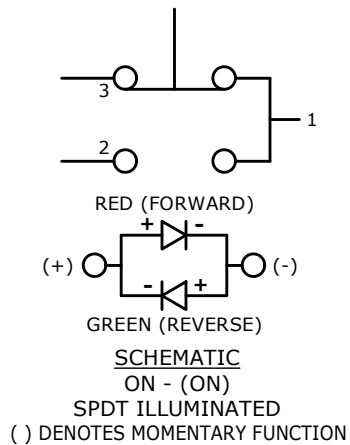 3
1
2
RED (FORWARD)
+ -
(+) (-)
- +
GREEN (REVERSE)
SCHEMATIC
ON - (ON)
SPDT ILLUMINATED
( ) DENOTES MOMENTARY FUNCTION